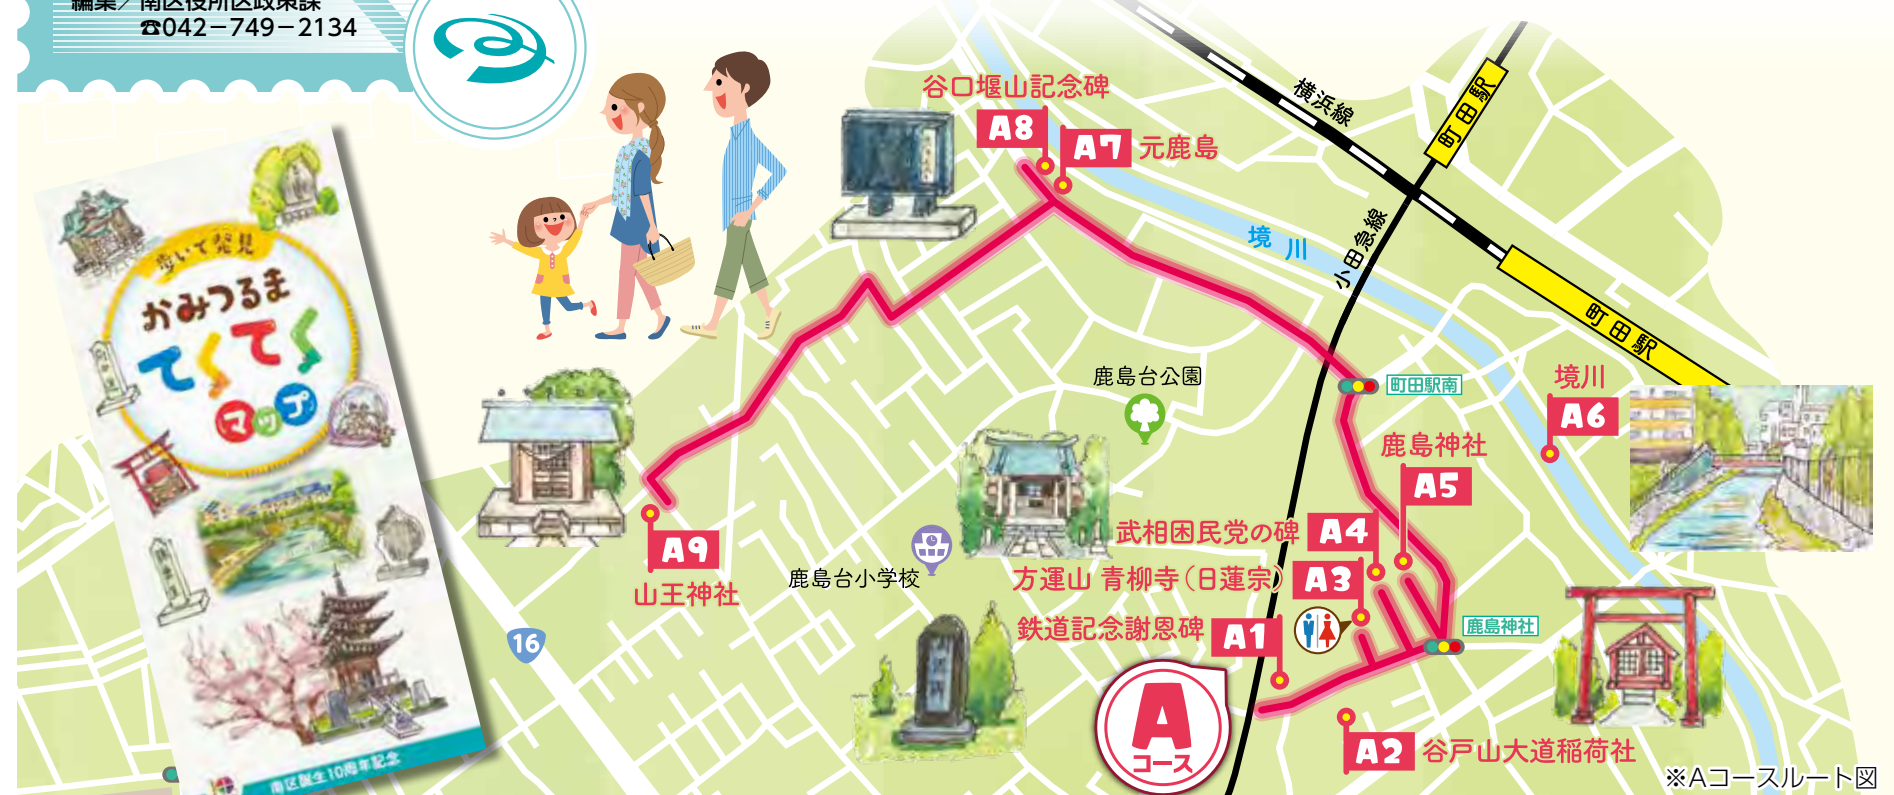 編集／南区役所区政策課
☎042−749−2134
歩いて発見
かみつるま
てくてく
マップ
南区誕生10周年記念
谷口堰山記念碑
A8
A7
元鹿島
横浜線
町田駅
境川
小田急線
町田駅
鹿島台公園
町田駅南
境川
A6
鹿島神社
A5
武相困民党の碑
A4
方運山 青柳寺（日蓮宗）
A3
鉄道記念謝恩碑
A1
鹿島神社
A9
山王神社
鹿島台小学校
16
A
コース
A2
谷戸山大道稲荷社
※Aコースルート図